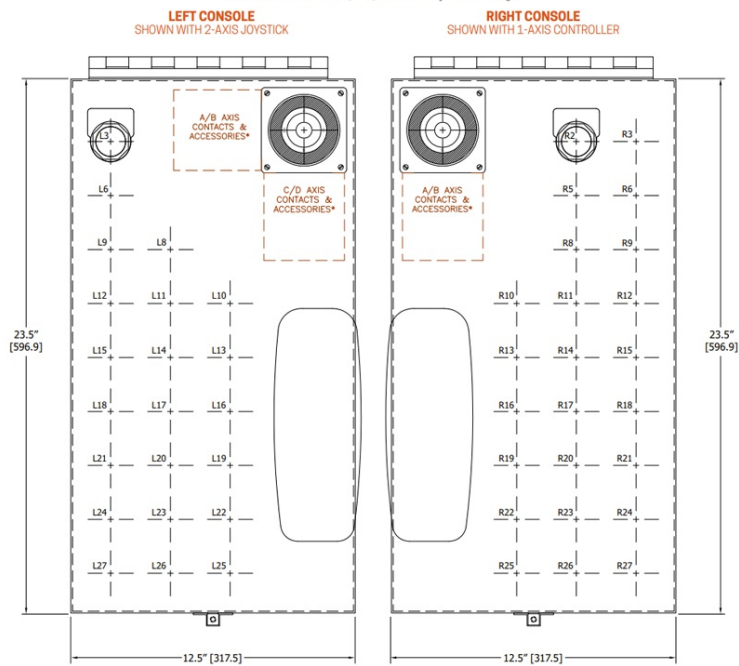 LEFT CONSOLE
SHOWN WITH 2-AXIS JOYSTICK
RIGHT CONSOLE
SHOWN WITH 1-AXIS CONTROLLER
A/B AXIS
CONTACTS &
ACCESSORIES*
C/D AXIS
CONTACTS &
ACCESSORIES*
A/B AXIS
CONTACTS &
ACCESSORIES*
L3
L6
L9 L8
L12 L11 L10
L15 L14 L13
L18 L17 L16
L21 L20 L19
L24 L23 L22
L27 L26 L25
R2 R3
R5 R6
R8 R9
R10 R11 R12
R13 R14 R15
R16 R17 R18
R19 R20 R21
R22 R23 R24
R25 R26 R27
23.5"
[596.9]
23.5"
[596.9]
12.5" [317.5]
12.5" [317.5]